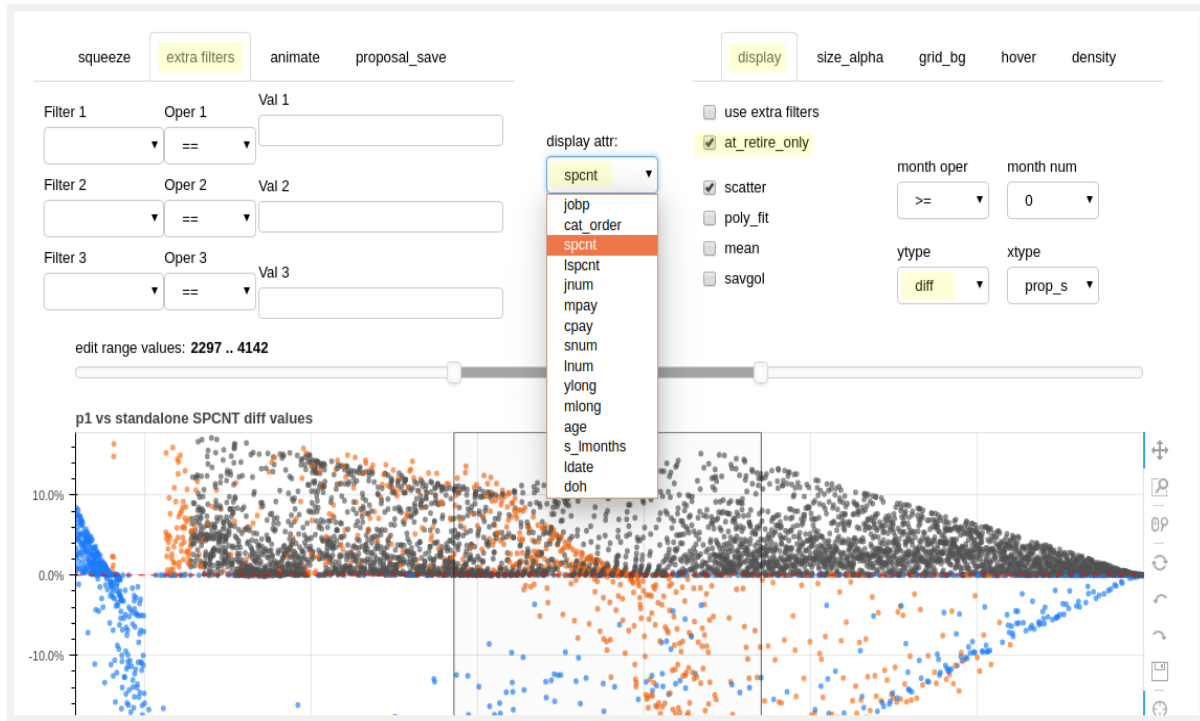 squeeze extra filters animate proposal_save
display size_alpha grid_bg hover density
Filter 1 Oper 1 Val 1
==
Filter 2 Oper 2 Val 2
==
Filter 3 Oper 3 Val 3
==
display attr:
spcnt
jobp
cat_order
spcnt
lspcnt
jnum
mpay
cpay
snum
lnum
ylong
mlong
age
s_lmonths
ldate
doh
use extra filters
at_retire_only
scatter
poly_fit
mean
savgol
month oper month num
>= 0
ytype xtype
diff prop_s
edit range values: 2297 .. 4142
p1 vs standalone SPCNT diff values
10.0%
0.0%
-10.0%